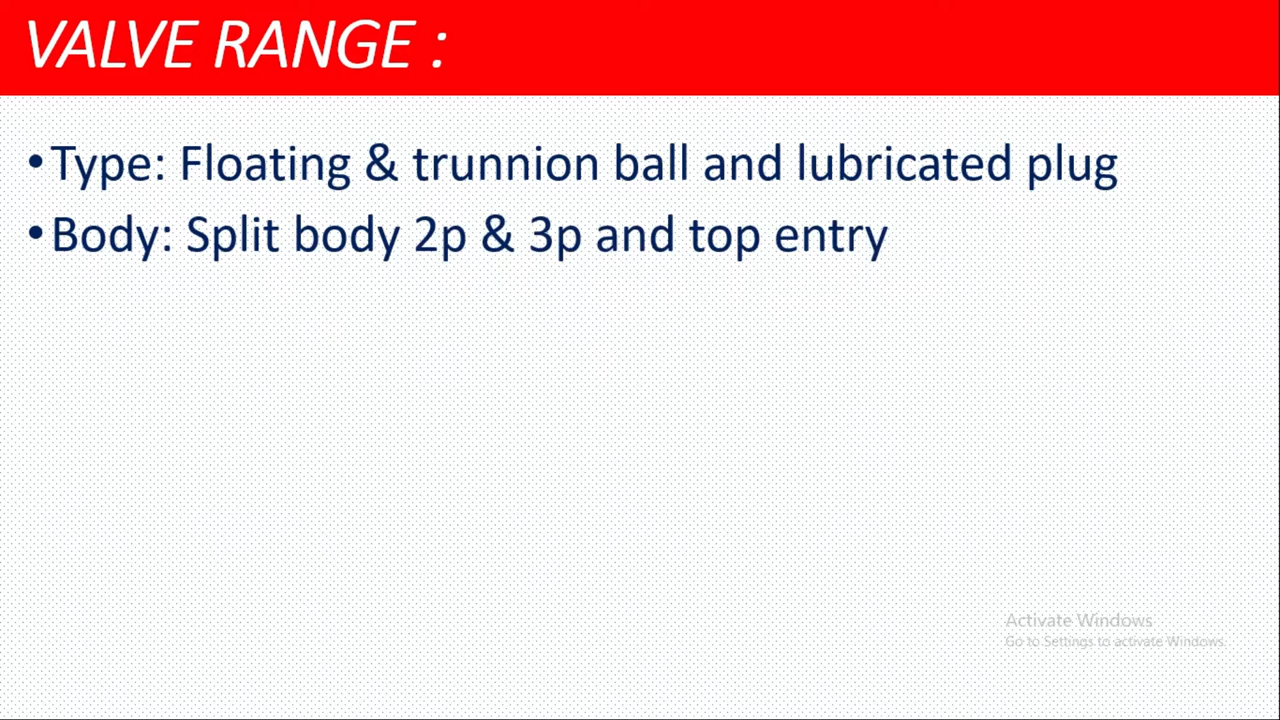 VALVE RANGE :
•Type: Floating & trunnion ball and lubricated plug
•Body: Split body 2p & 3p and top entry
Activate Windows
Go to Settings to activate Windows.